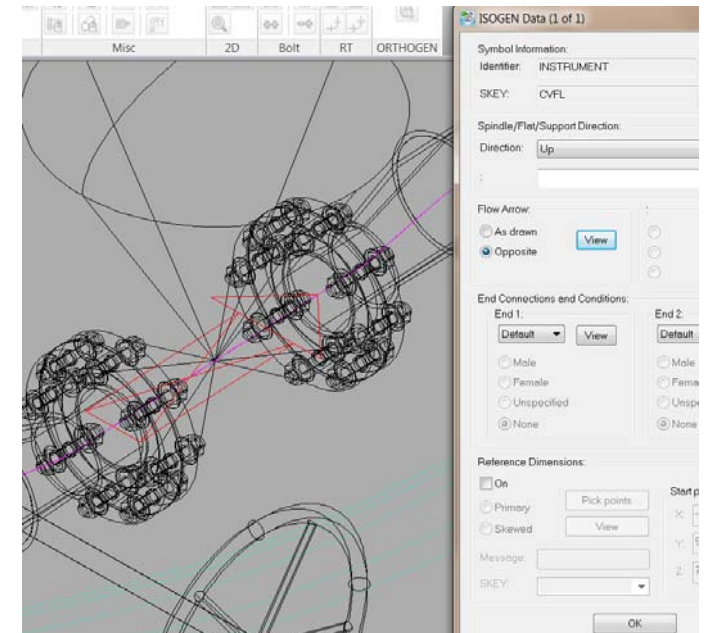 Misc
2D
Bolt
RT
ORTHOGEN
ISOGEN Data (1 of 1)
Symbol Information:
Identifier: INSTRUMENT
SKEY: CVFL
Spindle/Flat/Support Direction:
Direction: Up
:
Flow Arrow:
:
As drawn
View
Opposite
End Connections and Conditions:
End 1: End 2:
Default View Default
Male Male
Female Fema
Unspecified Unsp
None None
Reference Dimensions:
On
Primary Pick points Start p
X:
Skewed View
Y:
Message:
Z:
SKEY:
OK